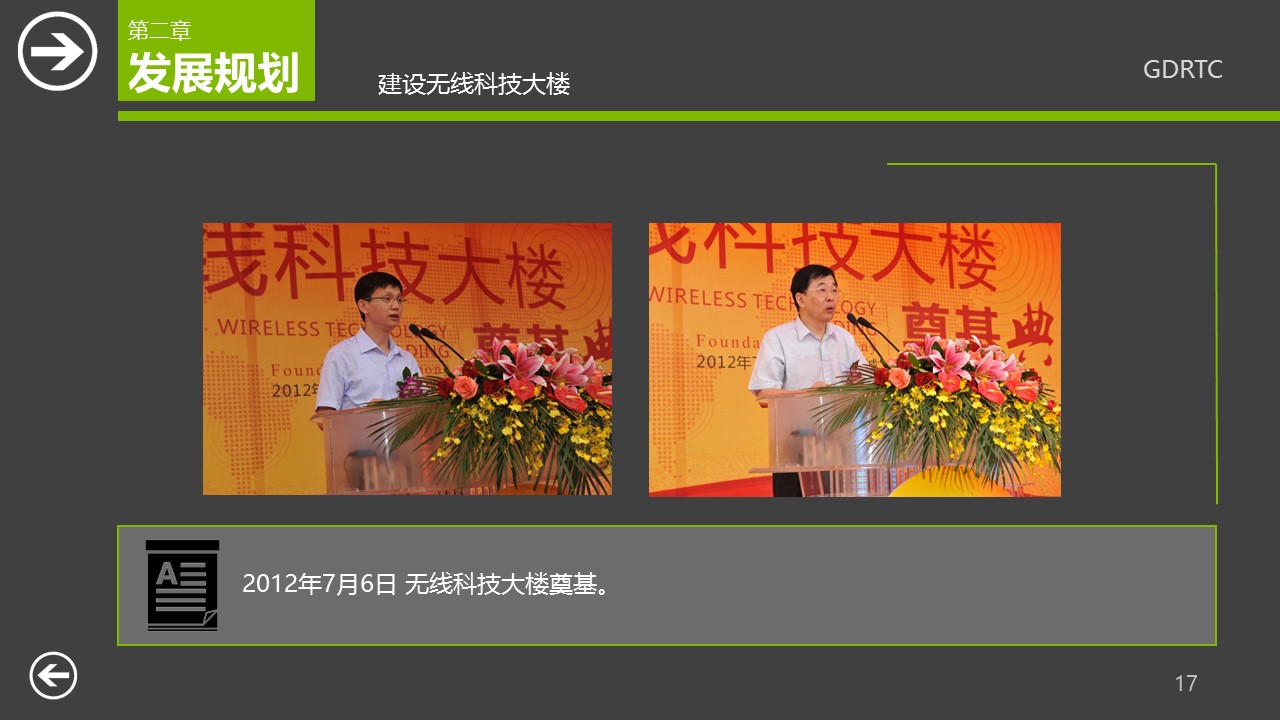 第二章
发展规划
建设无线科技大楼
GDRTC
线科技大楼
WIRELESS TECHNOLOGY
奠基典
2012年
线科技大楼
WIRELESS TECHNOLOGY
奠基典
Founda
2012年7
2012年7月6日 无线科技大楼奠基。
17